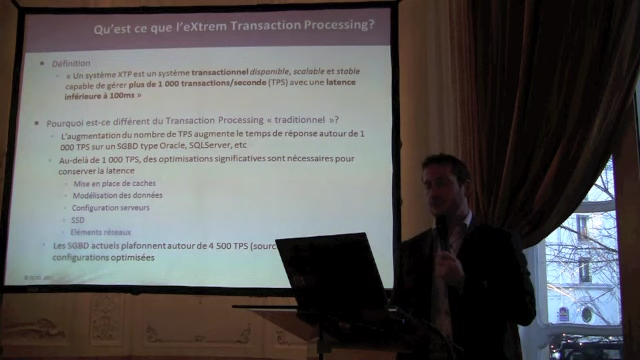 Qu'est ce que l'eXtrem Transaction Processing?
Définition
« Un système XTP est un système transactionnel disponible, scalable et stable
capable de gérer plus de 1 000 transactions/seconde (TPS) avec une latence
inférieure à 100ms »
Pourquoi est-ce différent du Transaction Processing « traditionnel »?
L'augmentation du nombre de TPS augmente le temps de réponse autour de 1
000 TPS sur un SGBD type Oracle, SQLServer, etc
Au-delà de 1 000 TPS, des optimisations significatives sont nécessaires pour
conserver la latence
Mise en place de caches
Modélisation des données
Configuration serveurs
SSD
Eléments réseaux
Les SGBD actuels plafonnent autour de 4 500 TPS (sourc
configurations optimisées